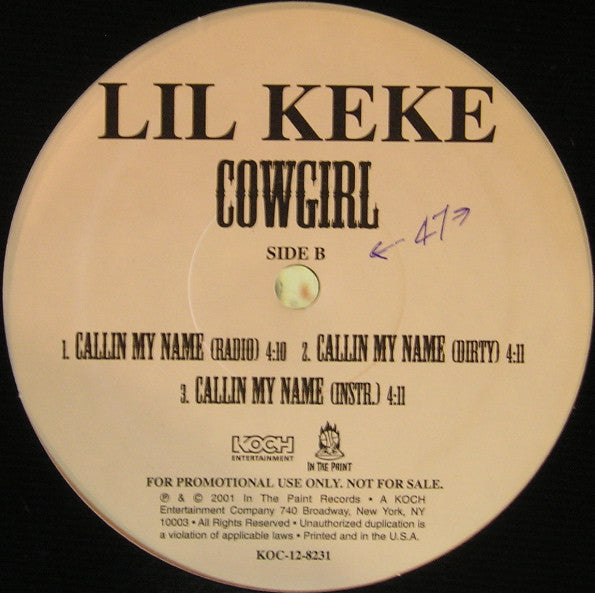 LIL KEKE
COWGIRL
← 47 →
SIDE B
1. CALLIN MY NAME (RADIO) 4:10 2. CALLIN MY NAME (DIRTY) 4:11
3. CALLIN MY NAME (INSTR.) 4:11
KOCH
ENTERTAINMENT
IN THE PAINT
FOR PROMOTIONAL USE ONLY. NOT FOR SALE.
℗ & © 2001 In The Paint Records • A KOCH
Entertainment Company 740 Broadway, New York, NY
10003 • All Rights Reserved • Unauthorized duplication is
a violation of applicable laws • Printed and in the U.S.A.
KOC-12-8231